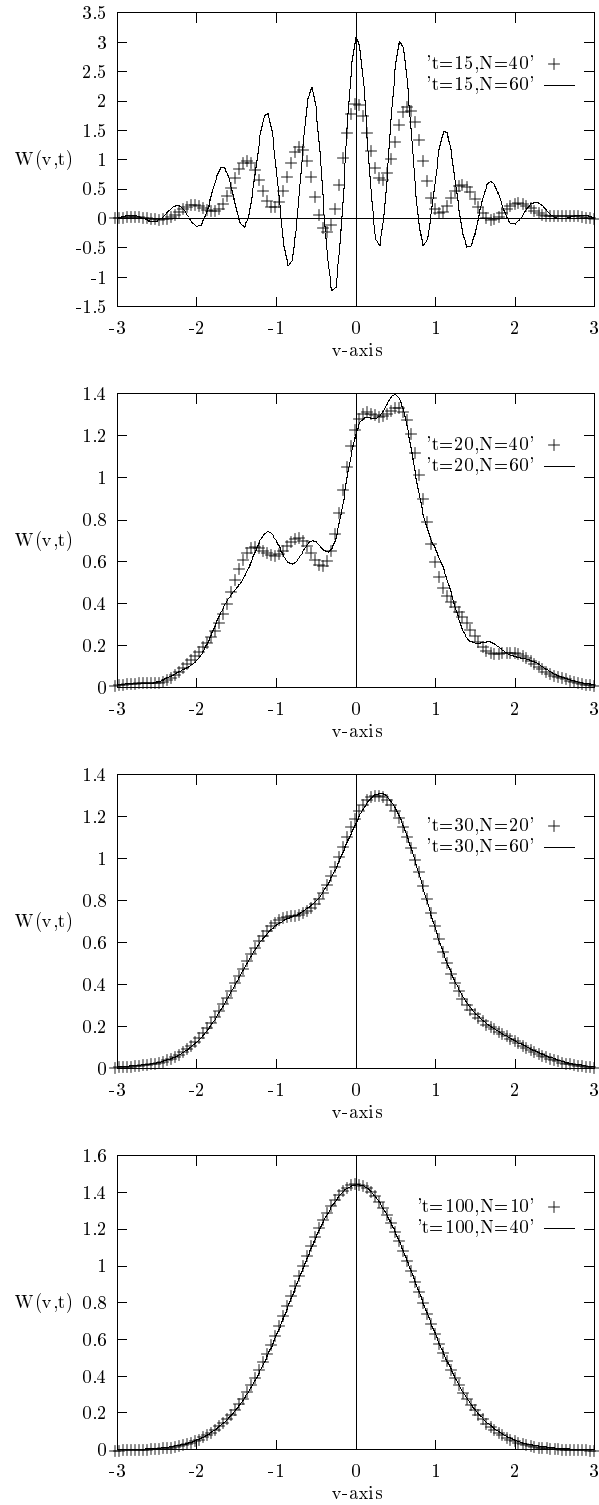 3.5
3
2.5
2
1.5
1
0.5
0
-0.5
-1
-1.5
W(v,t)
't=15,N=40'
't=15,N=60'
-3 -2 -1 0 1 2 3
v-axis
1.4
1.2
1
0.8
0.6
0.4
0.2
0
W(v,t)
't=20,N=40'
't=20,N=60'
-3 -2 -1 0 1 2 3
v-axis
1.4
1.2
1
0.8
0.6
0.4
0.2
0
W(v,t)
't=30,N=20'
't=30,N=60'
-3 -2 -1 0 1 2 3
v-axis
1.6
1.4
1.2
1
0.8
0.6
0.4
0.2
0
W(v,t)
't=100,N=10'
't=100,N=40'
-3 -2 -1 0 1 2 3
v-axis